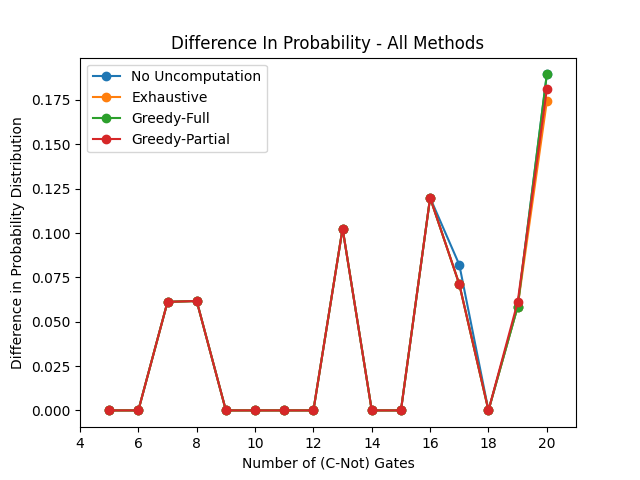 Difference In Probability - All Methods
No Uncomputation
Exhaustive
Greedy-Full
Greedy-Partial
Difference in Probability Distribution
0.175
0.150
0.125
0.100
0.075
0.050
0.025
0.000
4 6 8 10 12 14 16 18 20
Number of (C-Not) Gates